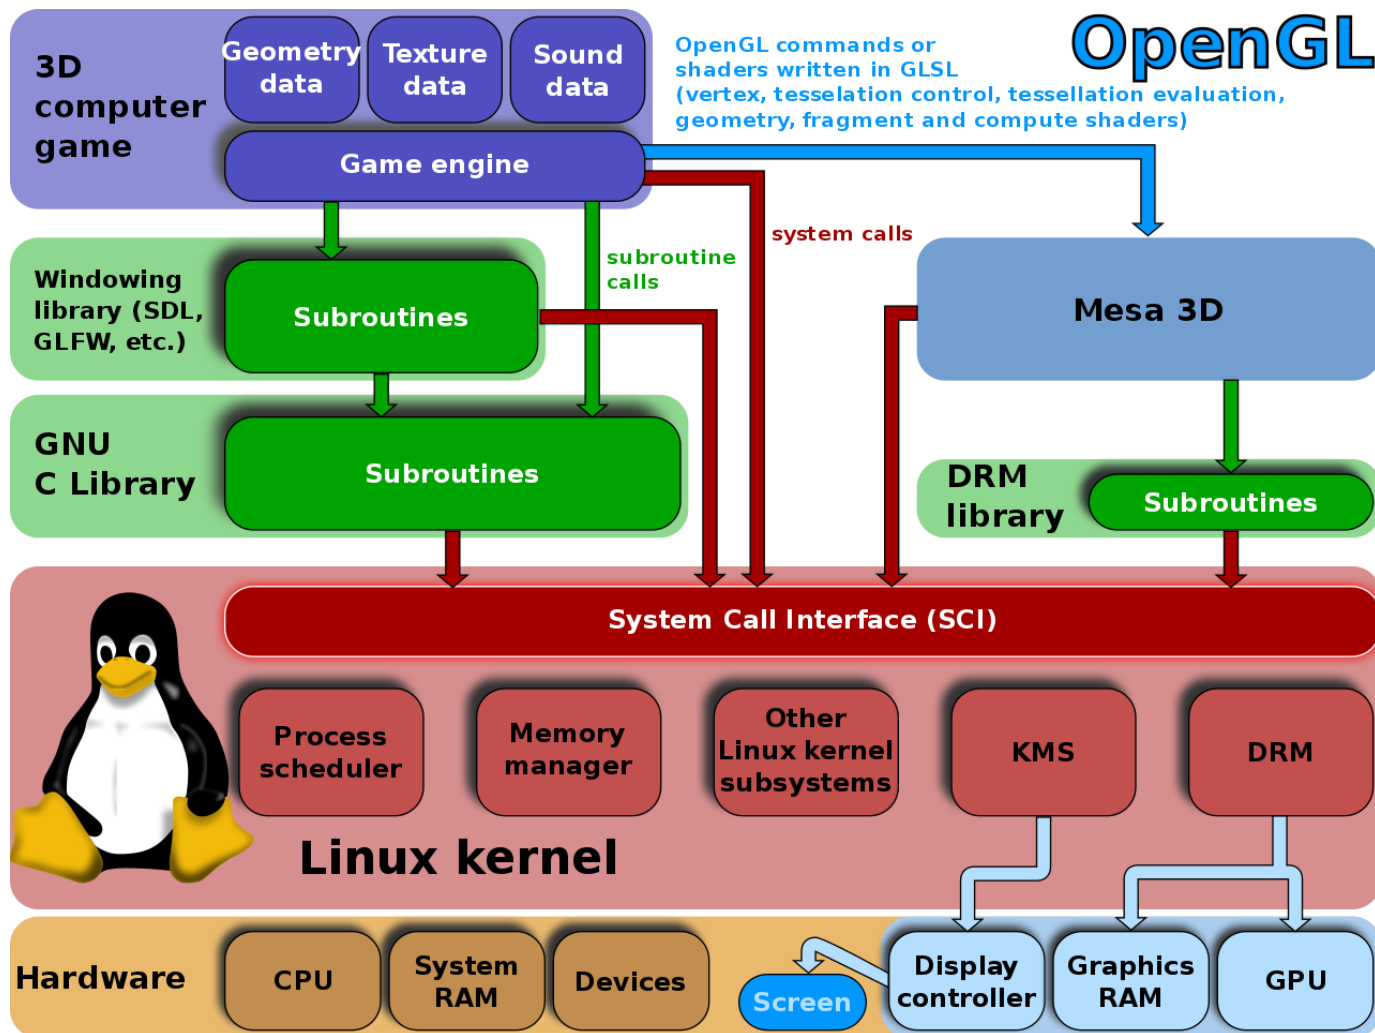 3D
computer
game
Geometry
data
Texture
data
Sound
data
Game engine
OpenGL commands or
shaders written in GLSL
(vertex, tesselation control, tessellation evaluation,
geometry, fragment and compute shaders)
OpenGL
system calls
subroutine
calls
Windowing
library (SDL,
GLFW, etc.)
Subroutines
Mesa 3D
GNU
C Library
Subroutines
DRM
library
Subroutines
System Call Interface (SCI)
Process
scheduler
Memory
manager
Other
Linux kernel
subsystems
KMS
DRM
Linux kernel
Hardware
CPU
System
RAM
Devices
Screen
Display
controller
Graphics
RAM
GPU